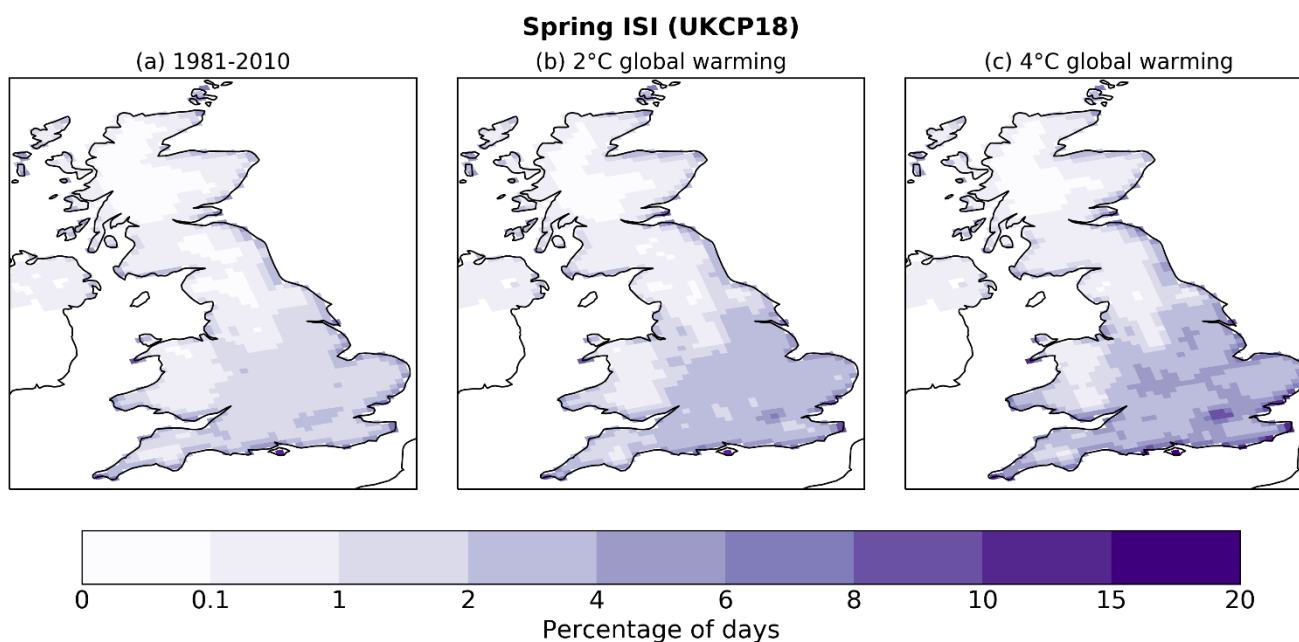 Spring ISI (UKCP18)
(a) 1981-2010
(b) 2°C global warming
(c) 4°C global warming
0 0.1 1 2 4 6 8 10 15 20
Percentage of days